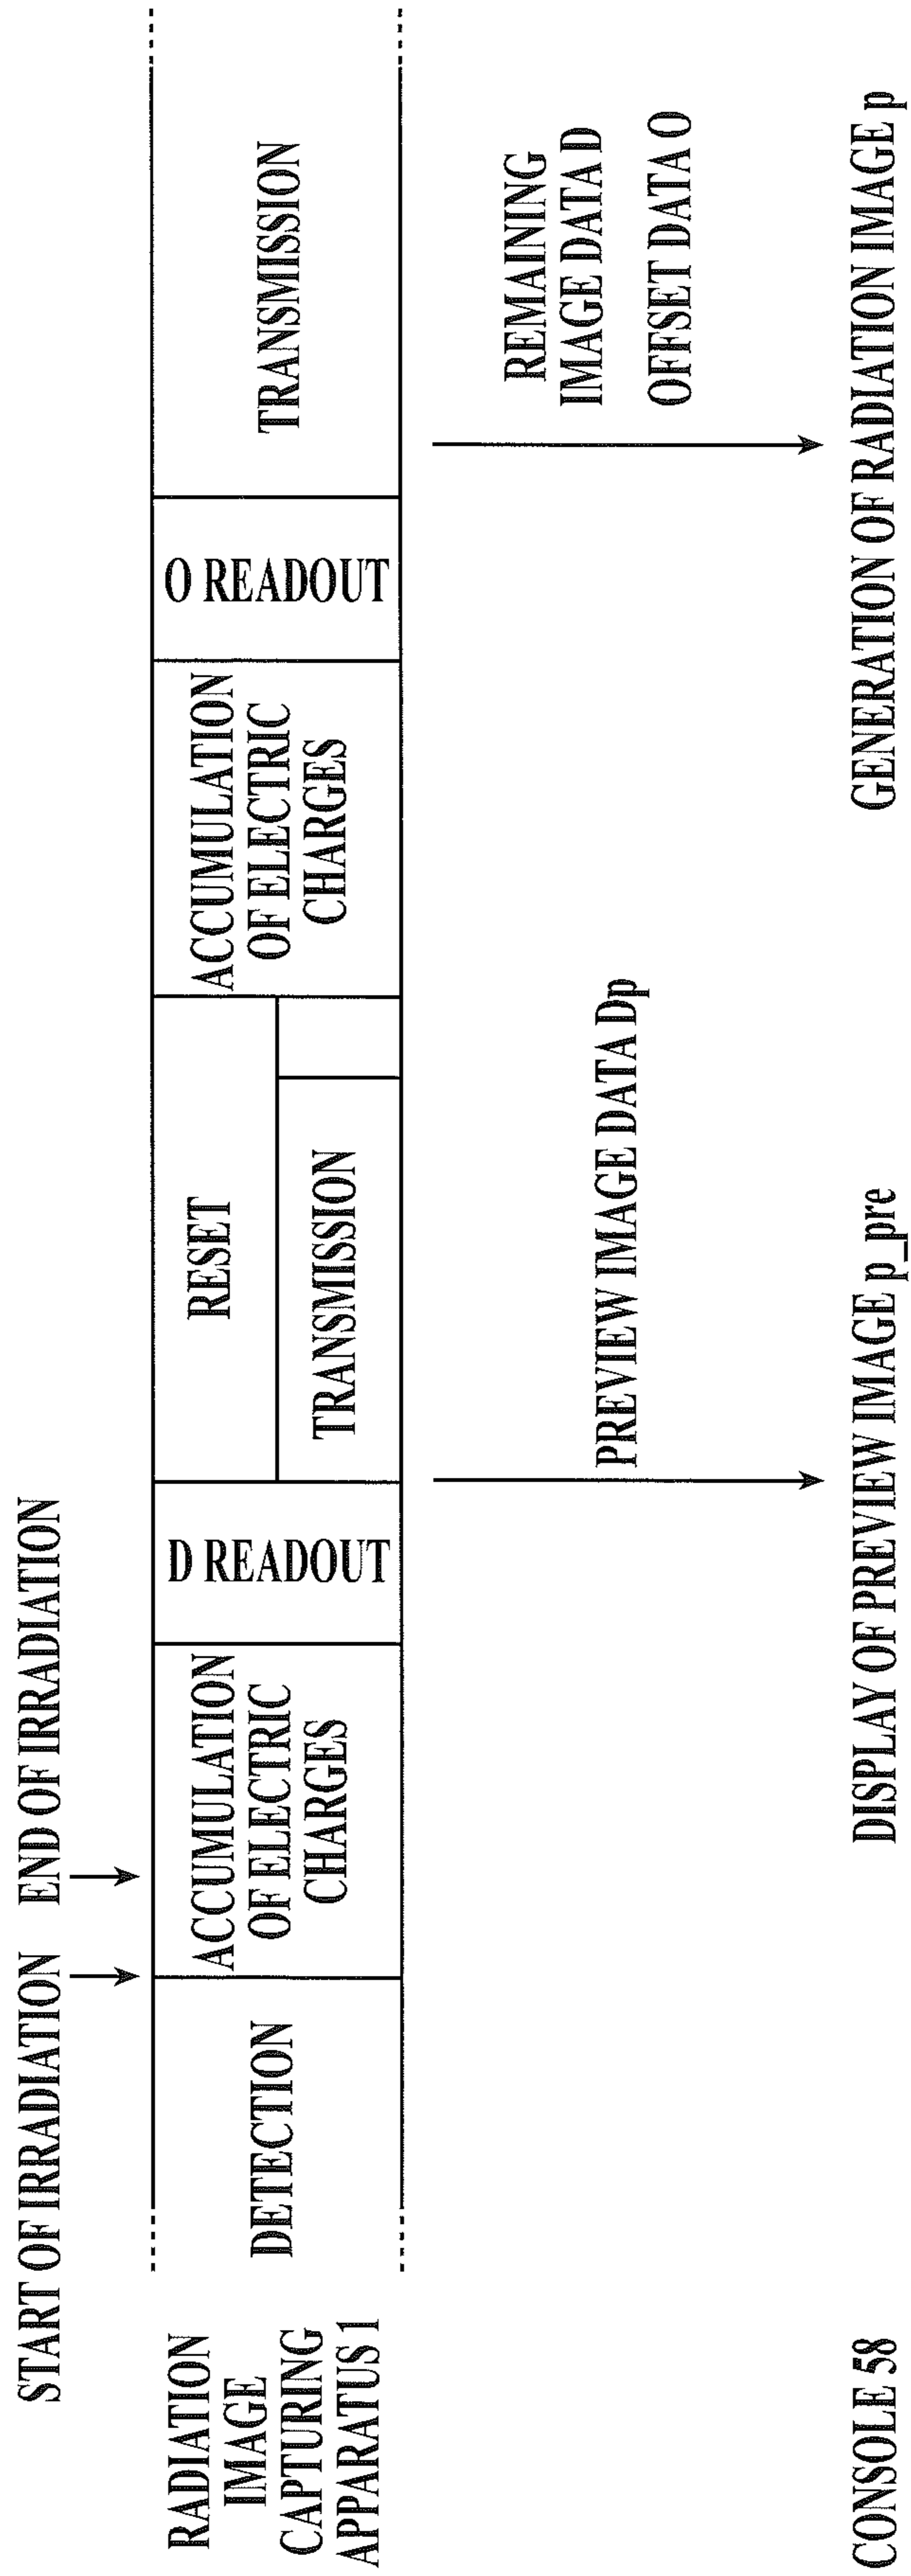 START OF IRRADIATION
END OF IRRADIATION
RADIATION
IMAGE
CAPTURING
APPARATUS 1
DETECTION
ACCUMULATION
OF ELECTRIC
CHARGES
D READOUT
RESET
TRANSMISSION
ACCUMULATION
OF ELECTRIC
CHARGES
O READOUT
TRANSMISSION
PREVIEW IMAGE DATA Dp
REMAINING
IMAGE DATA D
OFFSET DATA O
CONSOLE 58
DISPLAY OF PREVIEW IMAGE p_pre
GENERATION OF RADIATION IMAGE p